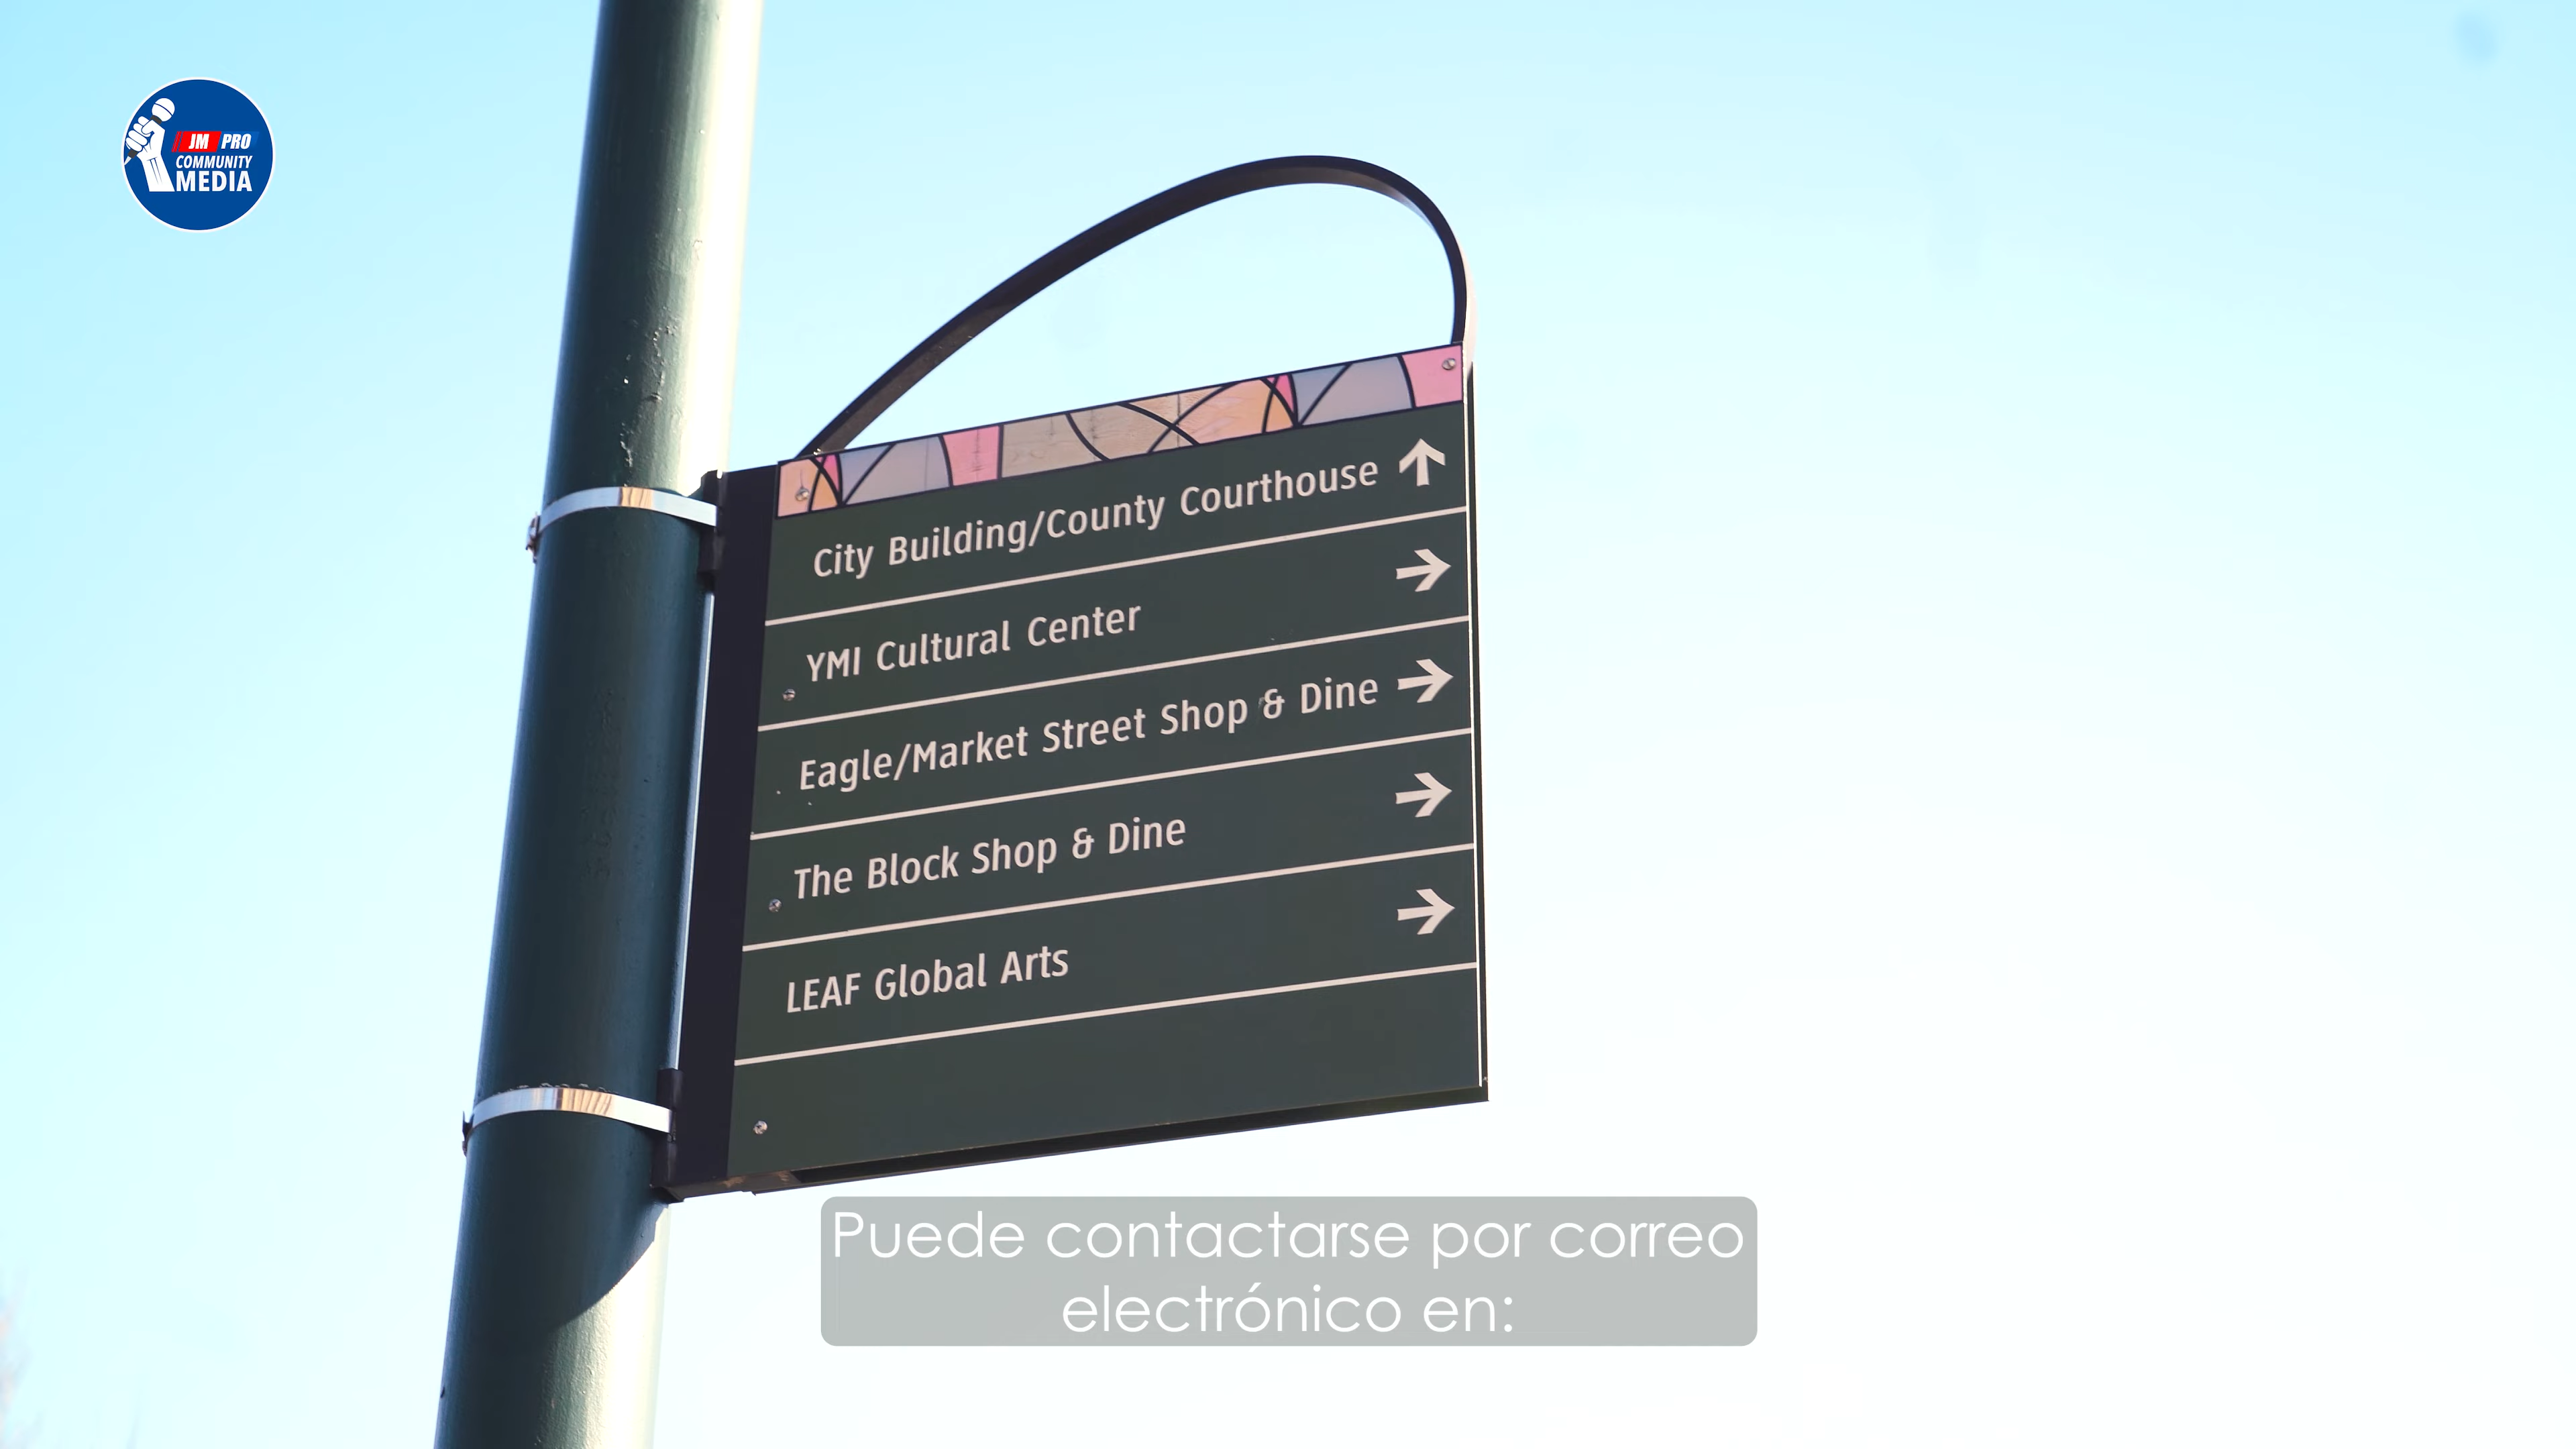 JM PRO
COMMUNITY
MEDIA
City Building/County Courthouse
YMI Cultural Center
Eagle/Market Street Shop & Dine
The Block Shop & Dine
LEAF Global Arts
Puede contactarse por correo
electrónico en: